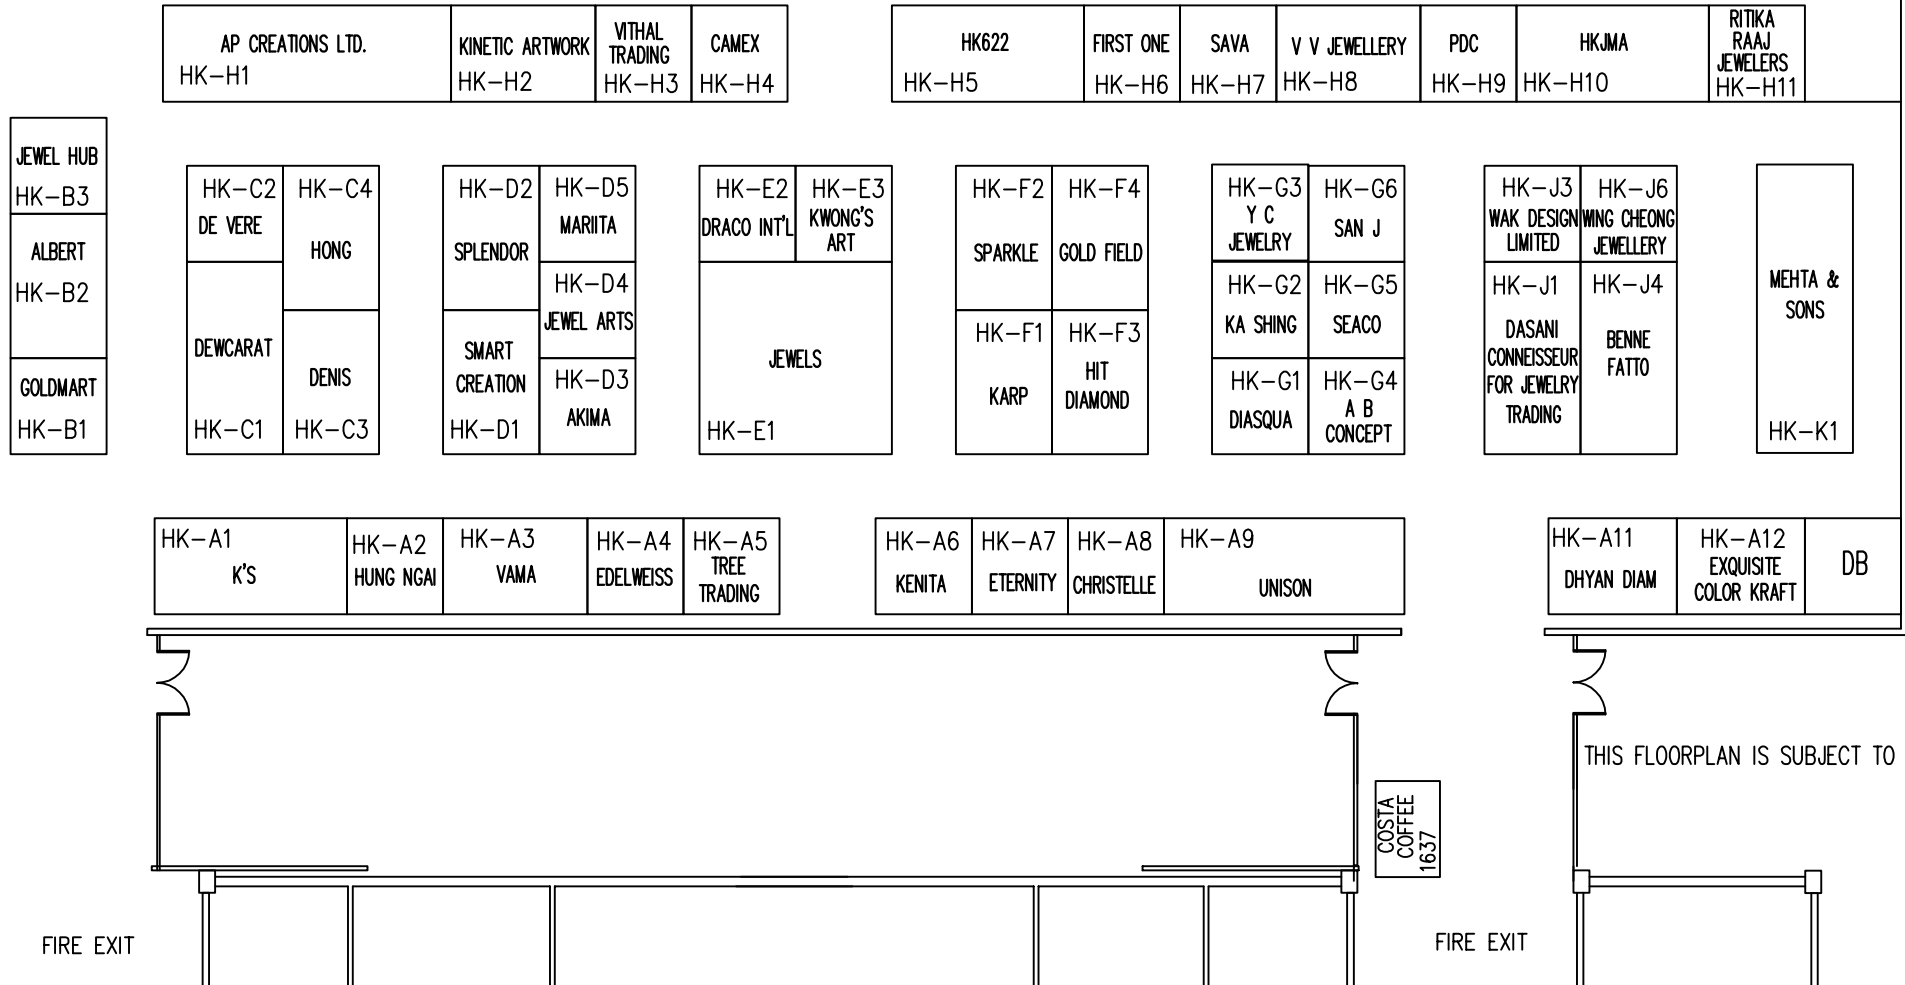 AP CREATIONS LTD.
HK-H1
KINETIC ARTWORK
HK-H2
VITHAL
TRADING
HK-H3
CAMEX
HK-H4
HK622
HK-H5
FIRST ONE
HK-H6
SAVA
HK-H7
V V JEWELLERY
HK-H8
PDC
HK-H9
HKJMA
HK-H10
RITIKA
RAAJ
JEWELERS
HK-H11
JEWEL HUB
HK-B3
ALBERT
HK-B2
GOLDMART
HK-B1
HK-C2
DE VERE
HK-C4
HONG
DEWCARAT
HK-C1
DENIS
HK-C3
HK-D2
SPLENDOR
HK-D5
MARIITA
HK-D4
JEWEL ARTS
SMART
CREATION
HK-D1
HK-D3
AKIMA
HK-E2
DRACO INT'L
HK-E3
KWONG'S
ART
JEWELS
HK-E1
HK-F2
SPARKLE
HK-F4
GOLD FIELD
HK-F1
KARP
HK-F3
HIT
DIAMOND
HK-G3
Y C
JEWELRY
HK-G6
SAN J
HK-G2
KA SHING
HK-G5
SEACO
HK-G1
DIASQUA
HK-G4
A B
CONCEPT
HK-J3
WAK DESIGN
LIMITED
HK-J6
WING CHEONG
JEWELLERY
HK-J1
DASANI
CONNEISSEUR
FOR JEWELRY
TRADING
HK-J4
BENNE
FATTO
MEHTA &
SONS
HK-K1
HK-A1
K'S
HK-A2
HUNG NGAI
HK-A3
VAMA
HK-A4
EDELWEISS
HK-A5
TREE
TRADING
HK-A6
KENITA
HK-A7
ETERNITY
HK-A8
CHRISTELLE
HK-A9
UNISON
HK-A11
DHYAN DIAM
HK-A12
EXQUISITE
COLOR KRAFT
DB
THIS FLOORPLAN IS SUBJECT TO
COSTA
COFFEE
1637
FIRE EXIT
FIRE EXIT